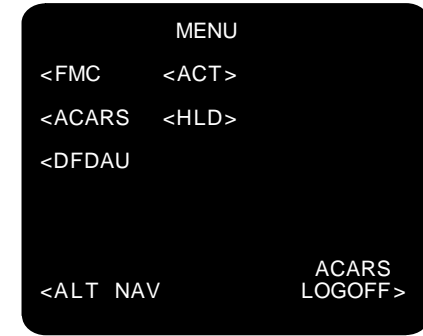 MENU
<FMC <ACT>
<ACARS <HLD>
<DFDAU
ACARS
<ALT NAV LOGOFF>